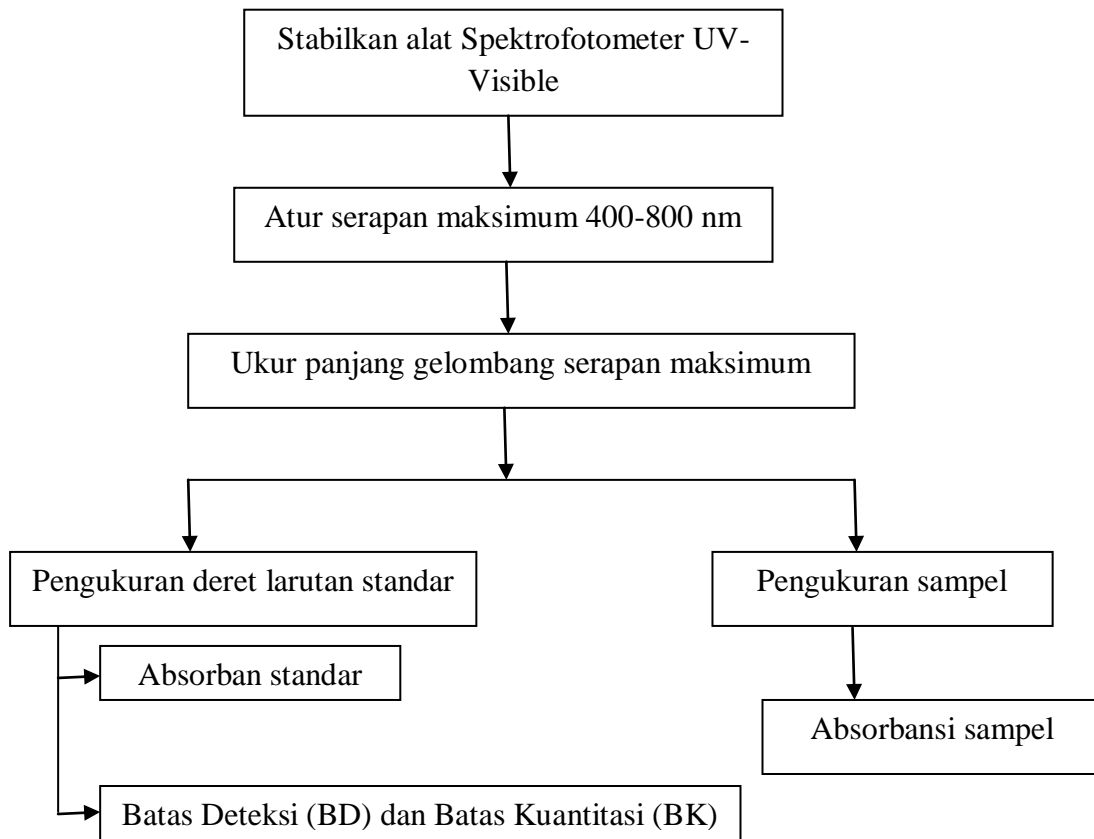 Stabilkan alat Spektrofotometer UV-
Visible
Atur serapan maksimum 400-800 nm
Ukur panjang gelombang serapan maksimum
Pengukuran deret larutan standar
Pengukuran sampel
Absorban standar
Absorbansi sampel
Batas Deteksi (BD) dan Batas Kuantitasi (BK)